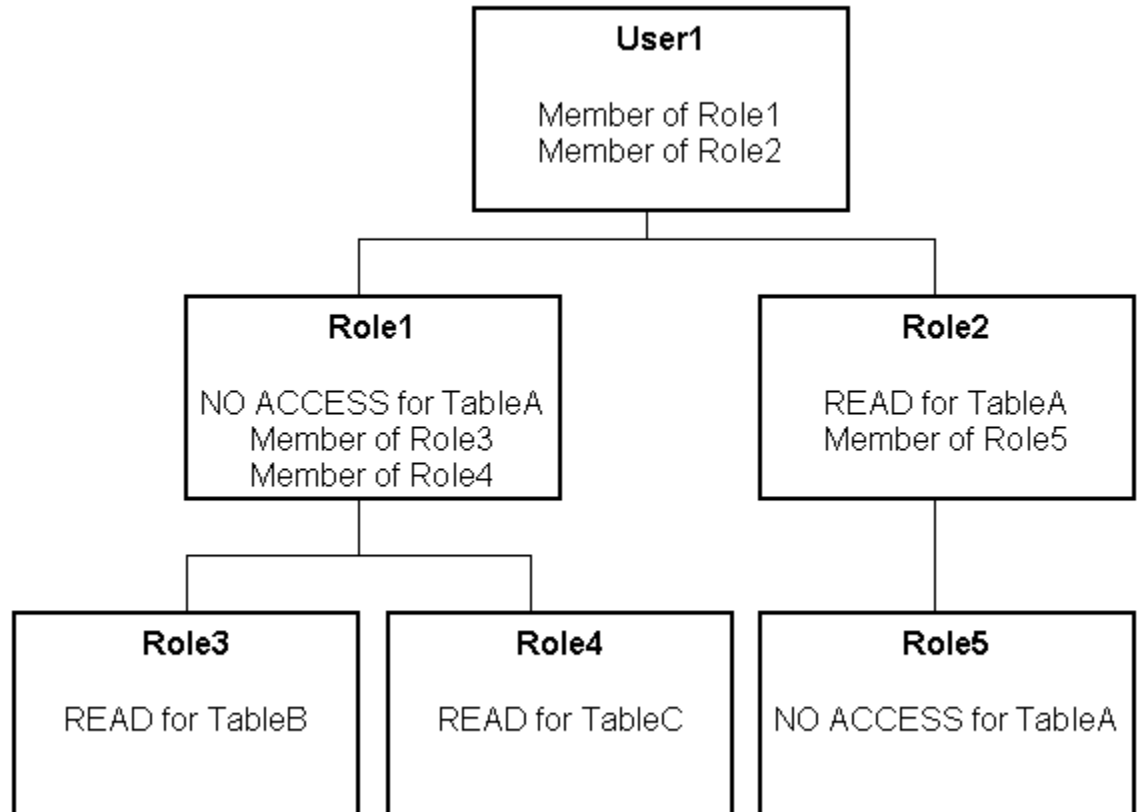 User1
Member of Role1
Member of Role2
Role1
NO ACCESS for TableA
Member of Role3
Member of Role4
Role2
READ for TableA
Member of Role5
Role3
READ for TableB
Role4
READ for TableC
Role5
NO ACCESS for TableA